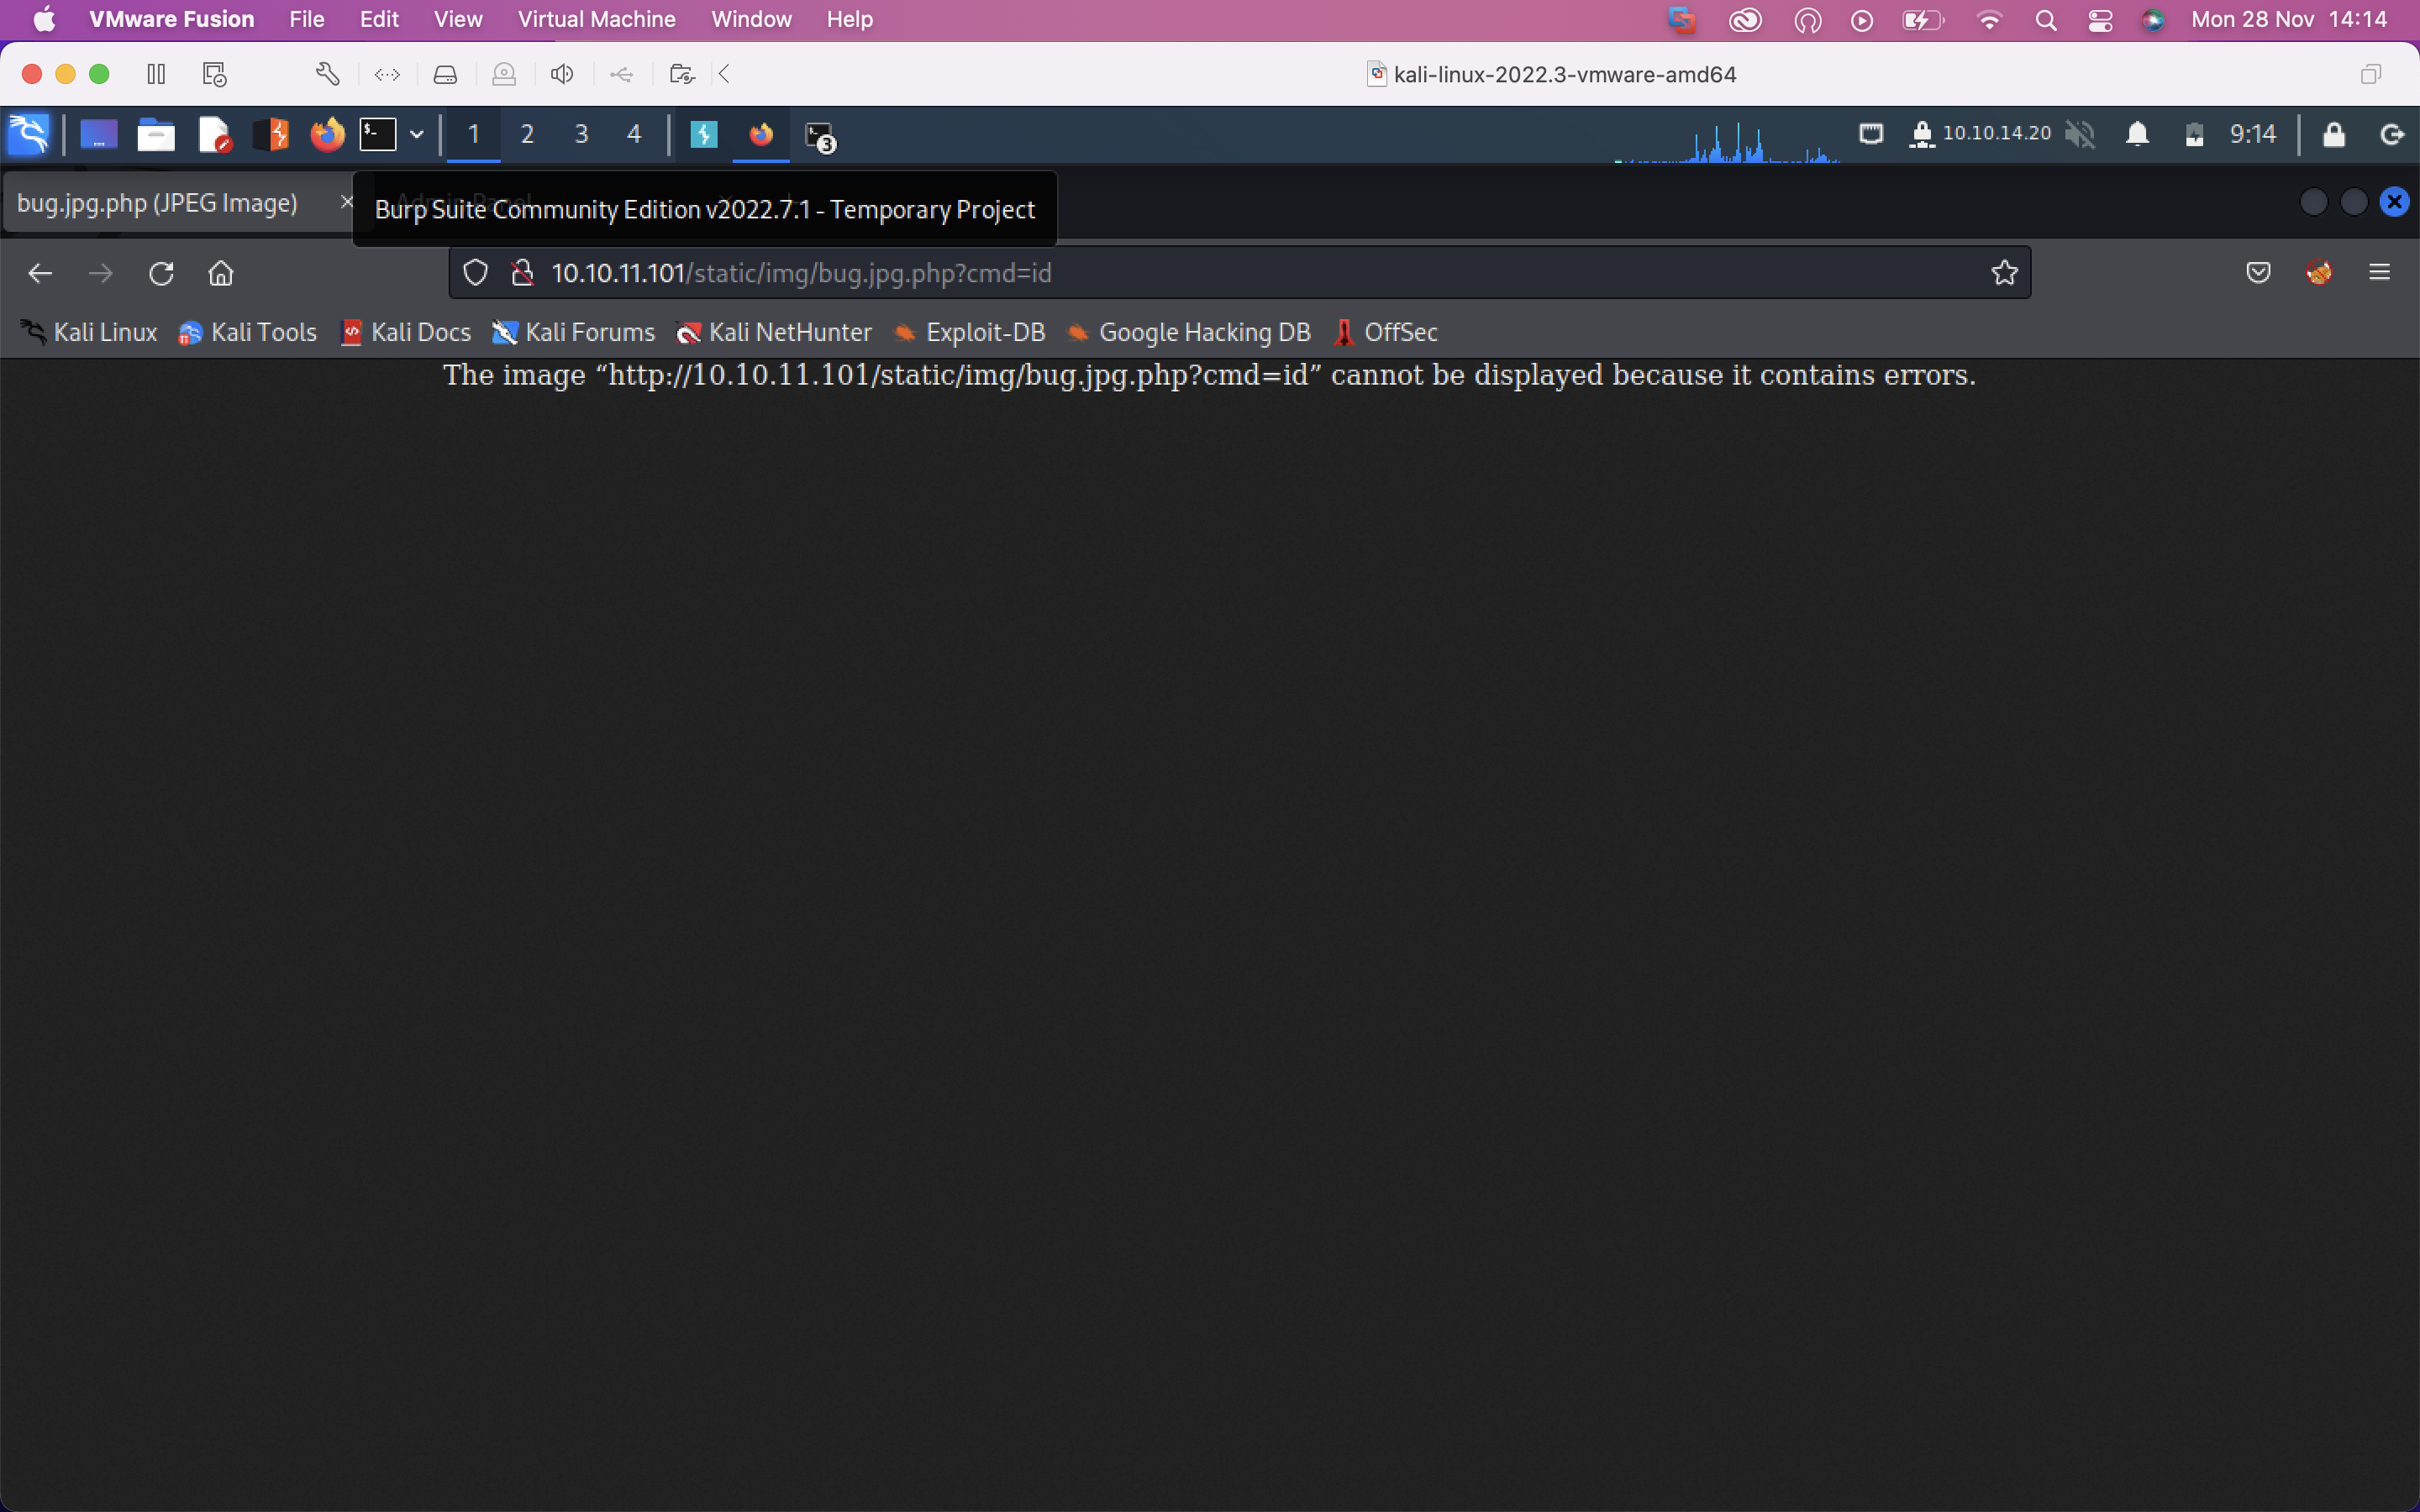 VMware Fusion File Edit View Virtual Machine Window Help Mon 28 Nov 14:14
kali-linux-2022.3-vmware-amd64
1 2 3 4 3 10.10.14.20 9:14
bug.jpg.php (JPEG Image)
Burp Suite Community Edition v2022.7.1 - Temporary Project
10.10.11.101/static/img/bug.jpg.php?cmd=id
Kali Linux Kali Tools Kali Docs Kali Forums Kali NetHunter Exploit-DB Google Hacking DB OffSec
The image “http://10.10.11.101/static/img/bug.jpg.php?cmd=id” cannot be displayed because it contains errors.